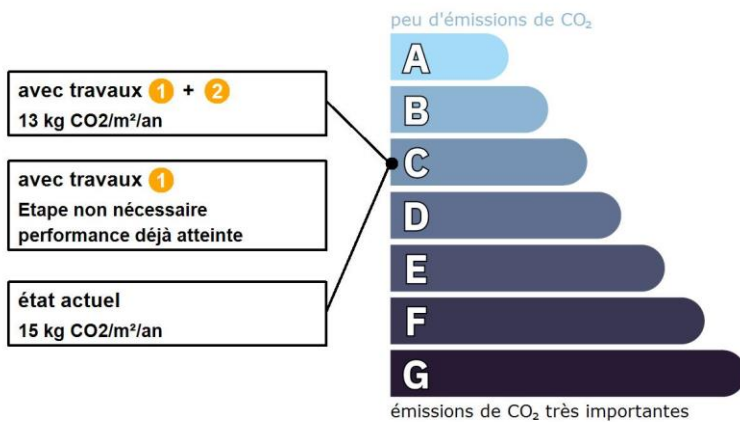 peu d'émissions de CO₂
avec travaux 1 + 2
13 kg CO2/m²/an
avec travaux 1
Etape non nécessaire
performance déjà atteinte
état actuel
15 kg CO2/m²/an
A
B
C
D
E
F
G
émissions de CO₂ très importantes